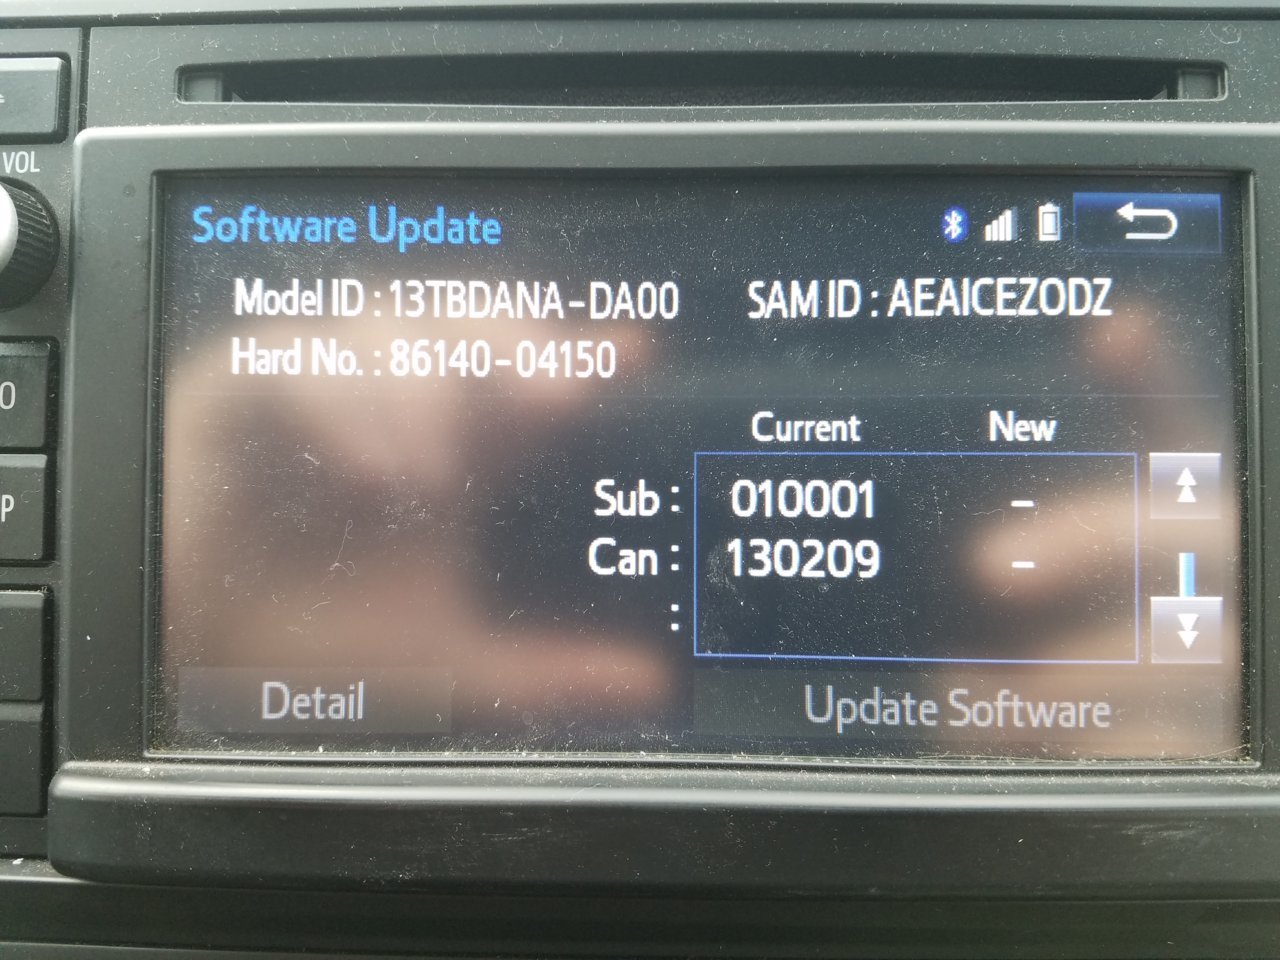 VOL
Software Update
Model ID : 13TBDANA-DA00 SAM ID : AEAICEZODZ
Hard No. : 86140-04150
O
Current New
P
Sub : 010001 -
Can : 130209 -
:
Detail Update Software